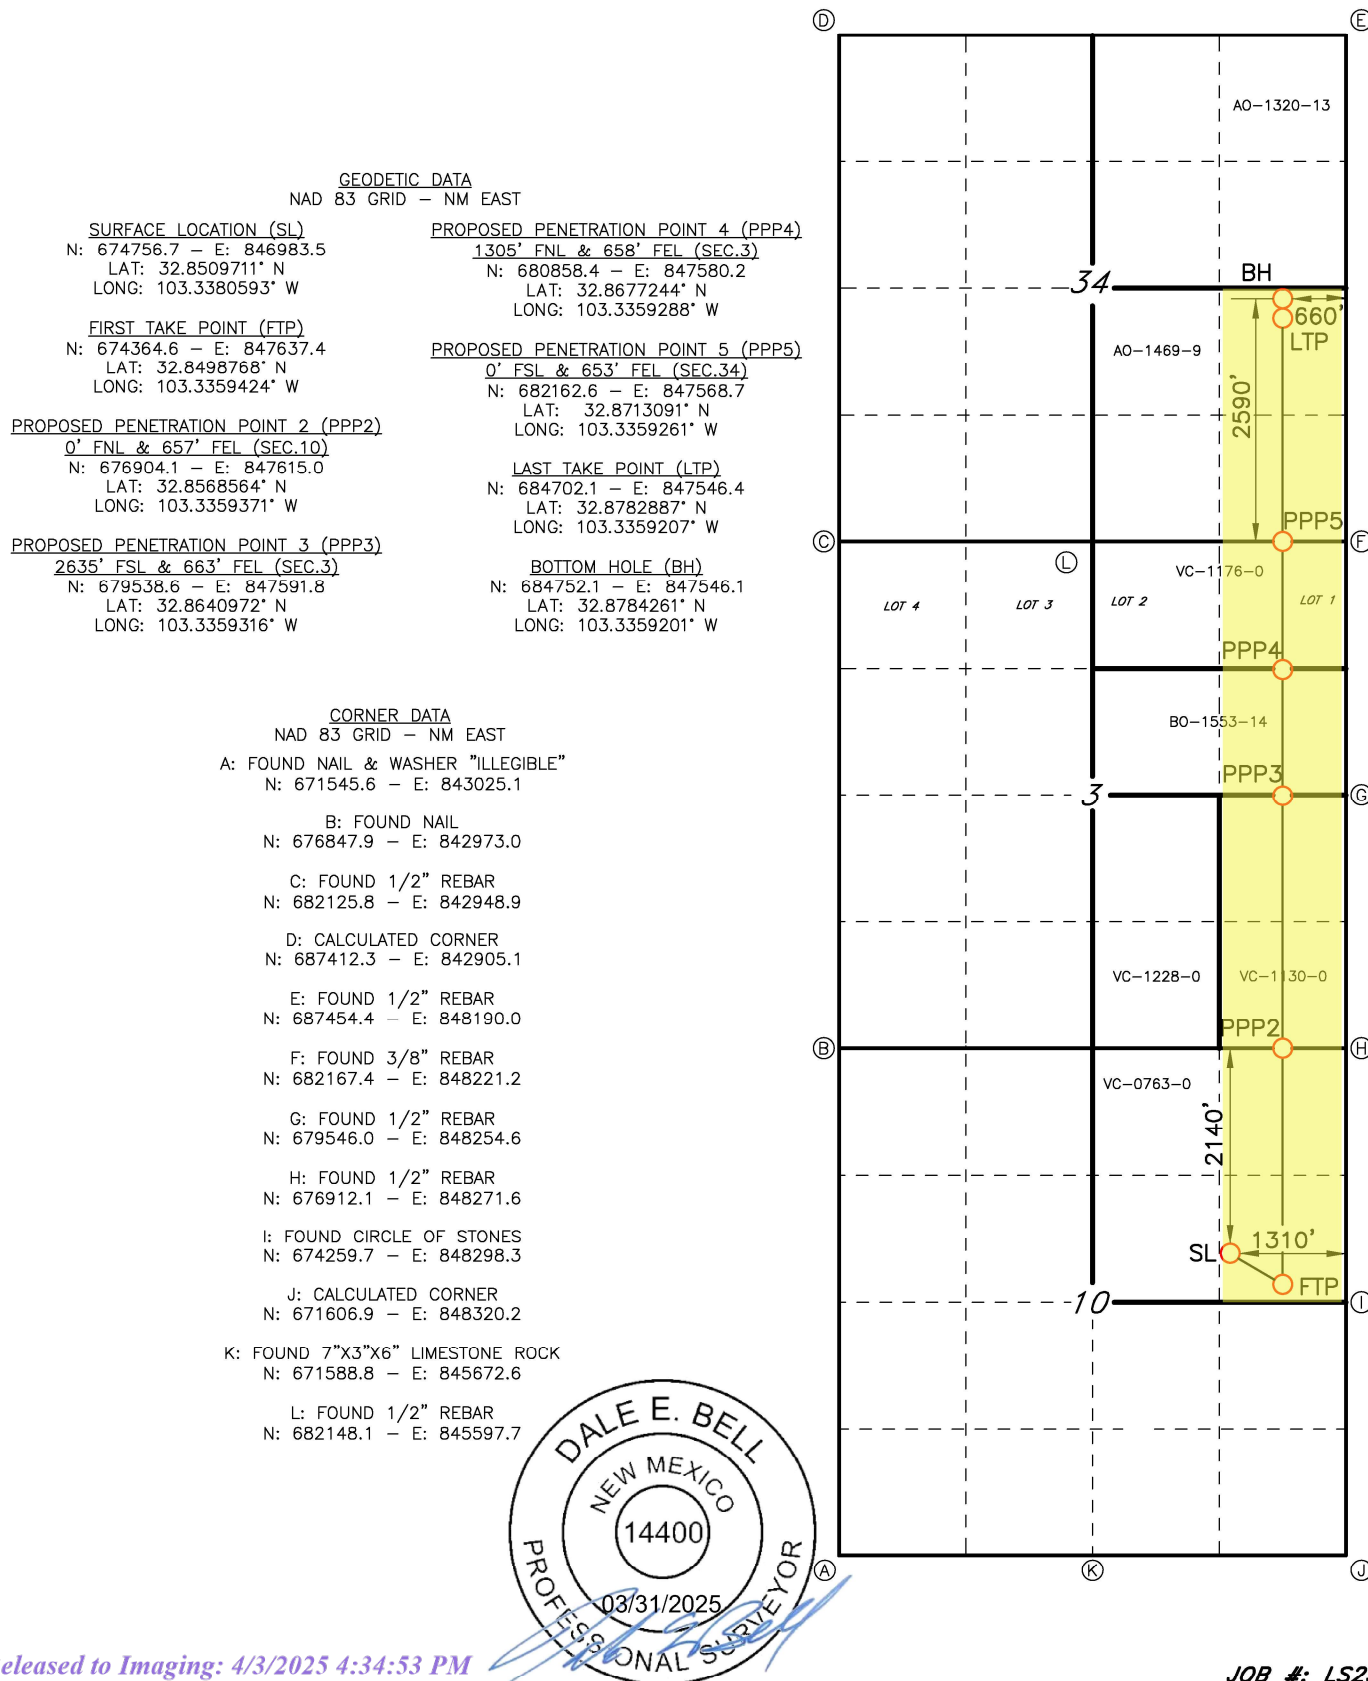 GEODETIC DATA
NAD 83 GRID – NM EAST
SURFACE LOCATION (SL)
N: 674756.7 – E: 846983.5
LAT: 32.8509711° N
LONG: 103.3380593° W
FIRST TAKE POINT (FTP)
N: 674364.6 – E: 847637.4
LAT: 32.8498768° N
LONG: 103.3359424° W
PROPOSED PENETRATION POINT 2 (PPP2)
0' FNL & 657' FEL (SEC.10)
N: 676904.1 – E: 847615.0
LAT: 32.8568564° N
LONG: 103.3359371° W
PROPOSED PENETRATION POINT 3 (PPP3)
2635' FSL & 663' FEL (SEC.3)
N: 679538.6 – E: 847591.8
LAT: 32.8640972° N
LONG: 103.3359316° W
PROPOSED PENETRATION POINT 4 (PPP4)
1305' FNL & 658' FEL (SEC.3)
N: 680858.4 – E: 847580.2
LAT: 32.8677244° N
LONG: 103.3359288° W
PROPOSED PENETRATION POINT 5 (PPP5)
0' FSL & 653' FEL (SEC.34)
N: 682162.6 – E: 847568.7
LAT: 32.8713091° N
LONG: 103.3359261° W
LAST TAKE POINT (LTP)
N: 684702.1 – E: 847546.4
LAT: 32.8782887° N
LONG: 103.3359207° W
BOTTOM HOLE (BH)
N: 684752.1 – E: 847546.1
LAT: 32.8784261° N
LONG: 103.3359201° W
CORNER DATA
NAD 83 GRID – NM EAST
A: FOUND NAIL & WASHER "ILLEGIBLE"
N: 671545.6 – E: 843025.1
B: FOUND NAIL
N: 676847.9 – E: 842973.0
C: FOUND 1/2" REBAR
N: 682125.8 – E: 842948.9
D: CALCULATED CORNER
N: 687412.3 – E: 842905.1
E: FOUND 1/2" REBAR
N: 687454.4 – E: 848190.0
F: FOUND 3/8" REBAR
N: 682167.4 – E: 848221.2
G: FOUND 1/2" REBAR
N: 679546.0 – E: 848254.6
H: FOUND 1/2" REBAR
N: 676912.1 – E: 848271.6
I: FOUND CIRCLE OF STONES
N: 674259.7 – E: 848298.3
J: CALCULATED CORNER
N: 671606.9 – E: 848320.2
K: FOUND 7"X3"X6" LIMESTONE ROCK
N: 671588.8 – E: 845672.6
L: FOUND 1/2" REBAR
N: 682148.1 – E: 845597.7
D
E
AO-1320-13
34
BH
660'
LTP
AO-1469-9
2590'
PPP5
C
F
L
VC-1176-0
LOT 4
LOT 3
LOT 2
LOT 1
PPP4
BO-1553-14
PPP3
3
G
VC-1228-0
VC-1130-0
PPP2
B
H
VC-0763-0
2140'
SL
1310'
FTP
10
I
A
K
J
DALE E. BELL
NEW MEXICO
14400
03/31/2025
PROFESSIONAL SURVEYOR
eleased to Imaging: 4/3/2025 4:34:53 PM
JOB #: LS2